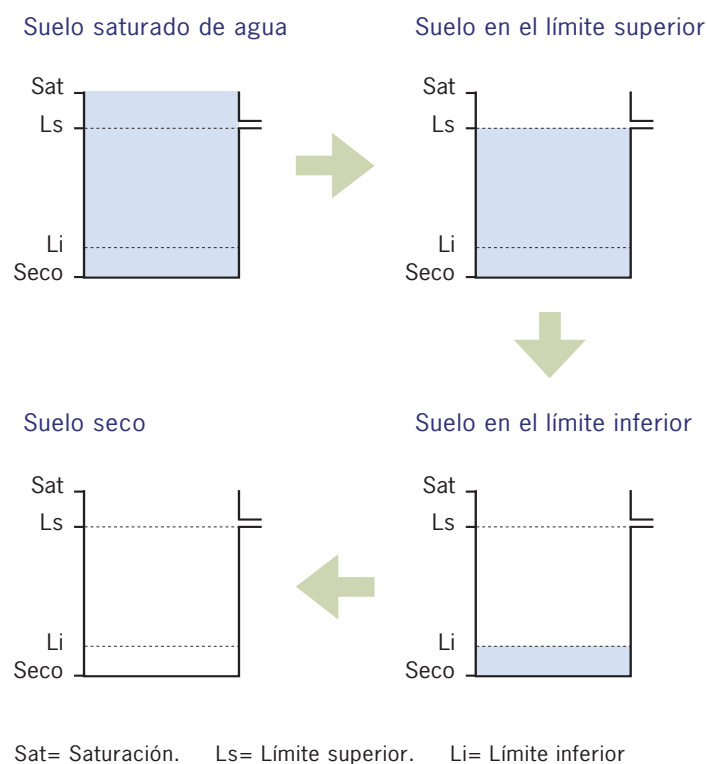 Suelo saturado de agua
Sat
Ls
Li
Seco
Suelo en el límite superior
Sat
Ls
Li
Seco
Suelo seco
Sat
Ls
Li
Seco
Suelo en el límite inferior
Sat
Ls
Li
Seco
Sat= Saturación. Ls= Límite superior. Li= Límite inferior